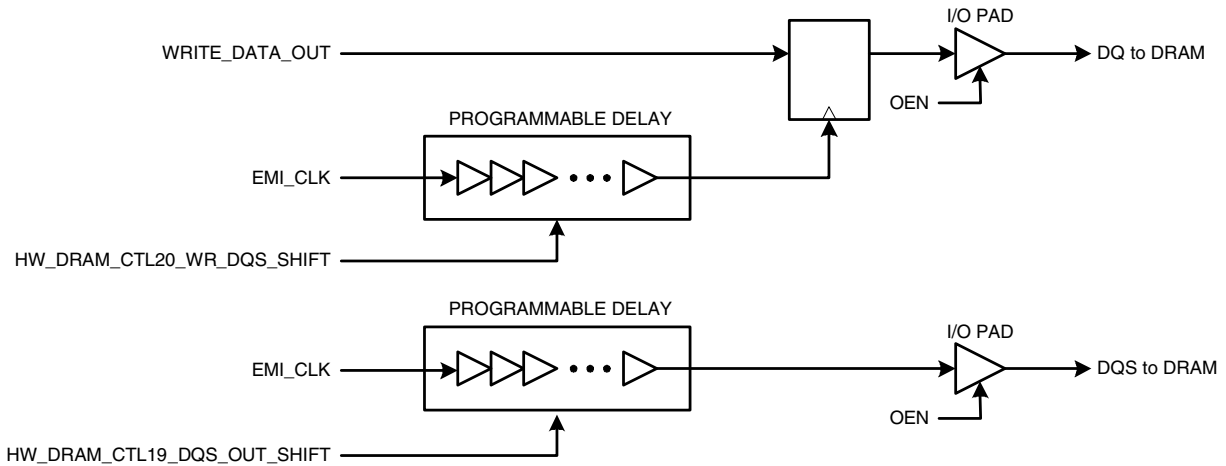 I/O PAD
WRITE_DATA_OUT
DQ to DRAM
OEN
PROGRAMMABLE DELAY
EMI_CLK
HW_DRAM_CTL20_WR_DQS_SHIFT
PROGRAMMABLE DELAY
I/O PAD
EMI_CLK
DQS to DRAM
OEN
HW_DRAM_CTL19_DQS_OUT_SHIFT